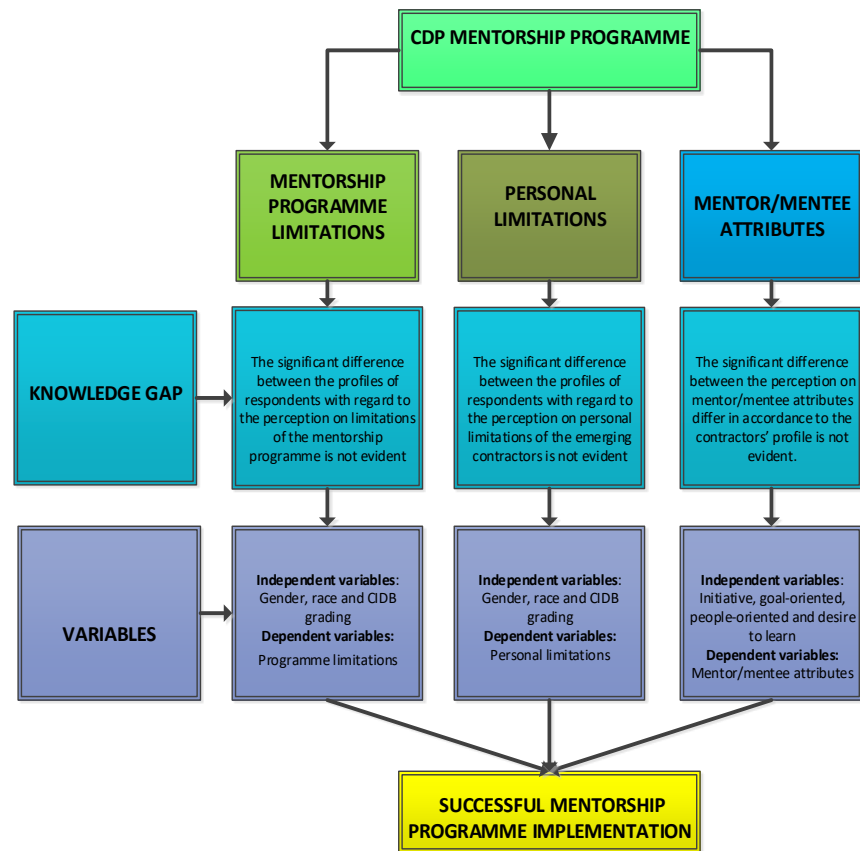 CDP MENTORSHIP PROGRAMME
MENTORSHIP
PROGRAMME
LIMITATIONS
PERSONAL
LIMITATIONS
MENTOR/MENTEE
ATTRIBUTES
KNOWLEDGE GAP
The significant difference
between the profiles of
respondents with regard to
the perception on limitations
of the mentorship
programme is not evident
The significant difference
between the profiles of
respondents with regard to
the perception on personal
limitations of the emerging
contractors is not evident
The significant difference
between the perception on
mentor/mentee attributes
differ in accordance to the
contractors’ profile is not
evident.
VARIABLES
Independent variables:
Gender, race and CIDB
grading
Dependent variables:
Programme limitations
Independent variables:
Gender, race and CIDB
grading
Dependent variables:
Personal limitations
Independent variables:
Initiative, goal-oriented,
people-oriented and desire
to learn
Dependent variables:
Mentor/mentee attributes
SUCCESSFUL MENTORSHIP
PROGRAMME IMPLEMENTATION